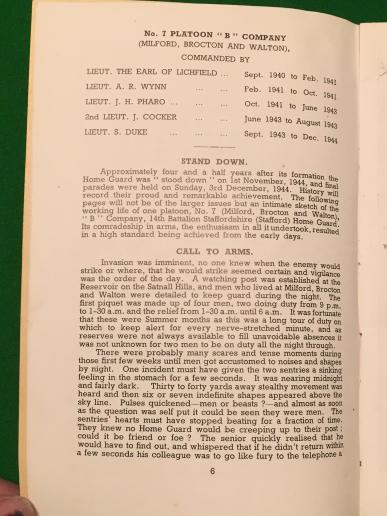 No. 7 PLATOON "B" COMPANY
(MILFORD, BROCTON AND WALTON),
COMMANDED BY
LIEUT. THE EARL OF LICHFIELD ... Sept. 1940 to Feb. 1941
LIEUT. A. R. WYNN ... ... Feb. 1941 to Oct. 1941
LIEUT. J. H. PHARO ... ... ... Oct. 1941 to June 1943
2nd LIEUT. J. COCKER ... June 1943 to August 1943
LIEUT. S. DUKE ... ... ... Sept. 1943 to Dec. 1944
STAND DOWN.
Approximately four and a half years after its formation the
Home Guard was "stood down" on 1st November, 1944, and final
parades were held on Sunday, 3rd December, 1944. History will
record their proud and remarkable achievement. The following
pages will not be of the larger issues but an intimate sketch of the
working life of one platoon, No. 7 (Milford, Brocton and Walton),
"B" Company, 14th Battalion Staffordshire (Stafford) Home Guard.
Its comradeship in arms, the enthusiasm in all it undertook, resulted
in a high standard being achieved from the early days.
CALL TO ARMS.
Invasion was imminent, no one knew when the enemy would
strike or where, that he would strike seemed certain and vigilance
was the order of the day. A watching post was established at the
Reservoir on the Satnall Hills, and men who lived at Milford, Brocton
and Walton were detailed to keep guard during the night. The
first piquet was made up of four men, two doing duty from 9 p.m.
to 1-30 a.m. and the relief from 1-30 a.m. until 6 a.m. It was fortunate
that these were Summer months as this was a long tour of duty on
which to keep alert for every nerve-stretched minute, and as
reserves were not always available to fill unavoidable absences it
was not unknown for two men to be on duty all the night through.
There were probably many scares and tense moments during
those first few weeks until men got accustomed to noises and shapes
by night. One incident must have given the two sentries a sinking
feeling in the stomach for a few seconds. It was nearing midnight
and fairly dark. Thirty to forty yards away stealthy movement was
heard and then six or seven indefinite shapes appeared above the
sky line. Pulses quickened—men or beasts?—and almost as soon
as the question was self put it could be seen they were men. The
sentries' hearts must have stopped beating for a fraction of time.
They knew no Home Guard would be creeping up to their post;
could it be friend or foe? The senior quickly realised that he
would have to find out, and whispered that if he didn't return within
a few seconds his colleague was to go like fury to the telephone a
6